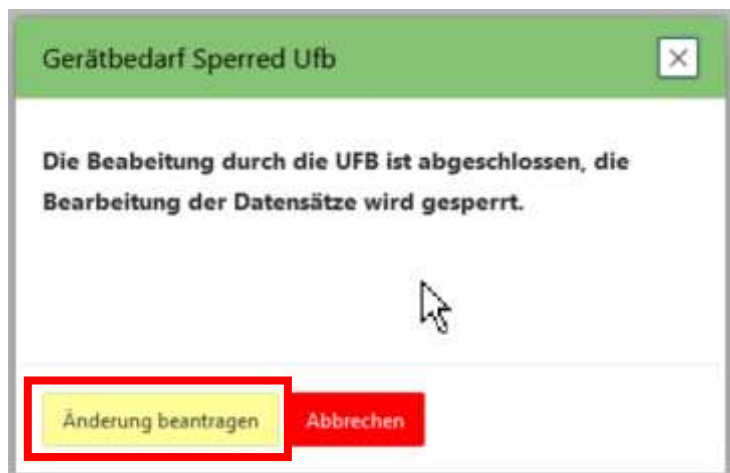 Gerätbedarf Sperred Ufb
Die Beabeitung durch die UFB ist abgeschlossen, die
Bearbeitung der Datensätze wird gesperrt.
Änderung beantragen Abbrechen